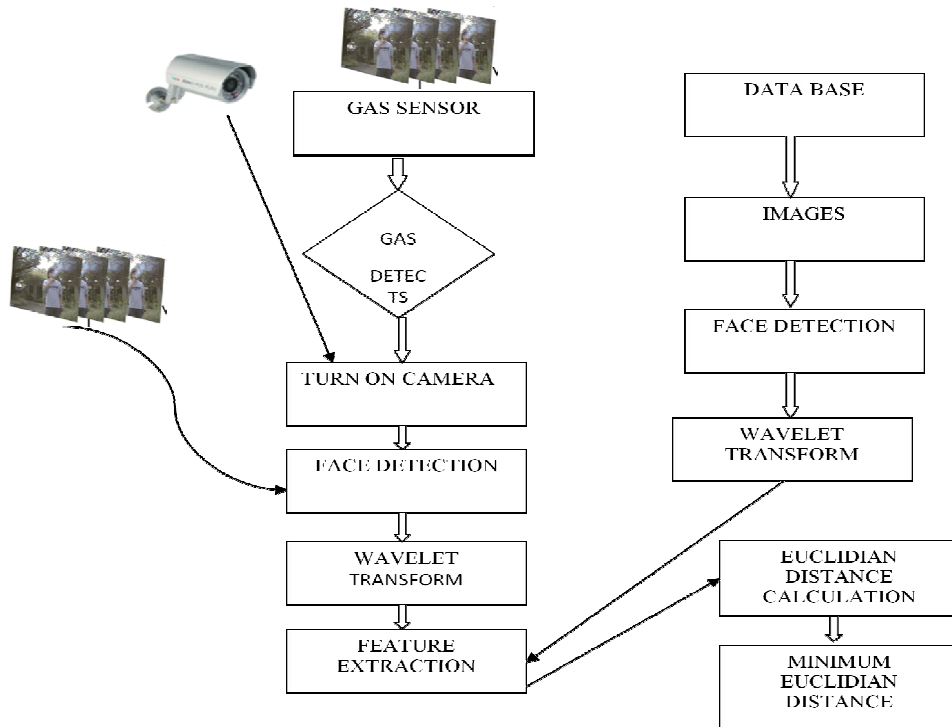 GAS SENSOR
GAS
DETEC
TS
TURN ON CAMERA
FACE DETECTION
WAVELET
TRANSFORM
FEATURE
EXTRACTION
DATA BASE
IMAGES
FACE DETECTION
WAVELET
TRANSFORM
EUCLIDIAN
DISTANCE
CALCULATION
MINIMUM
EUCLIDIAN
DISTANCE